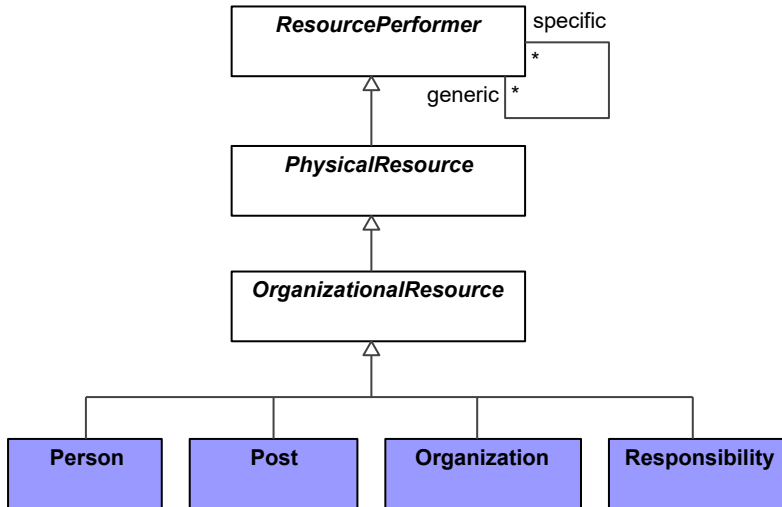 ResourcePerformer
specific
*
generic
*
PhysicalResource
OrganizationalResource
Person
Post
Organization
Responsibility